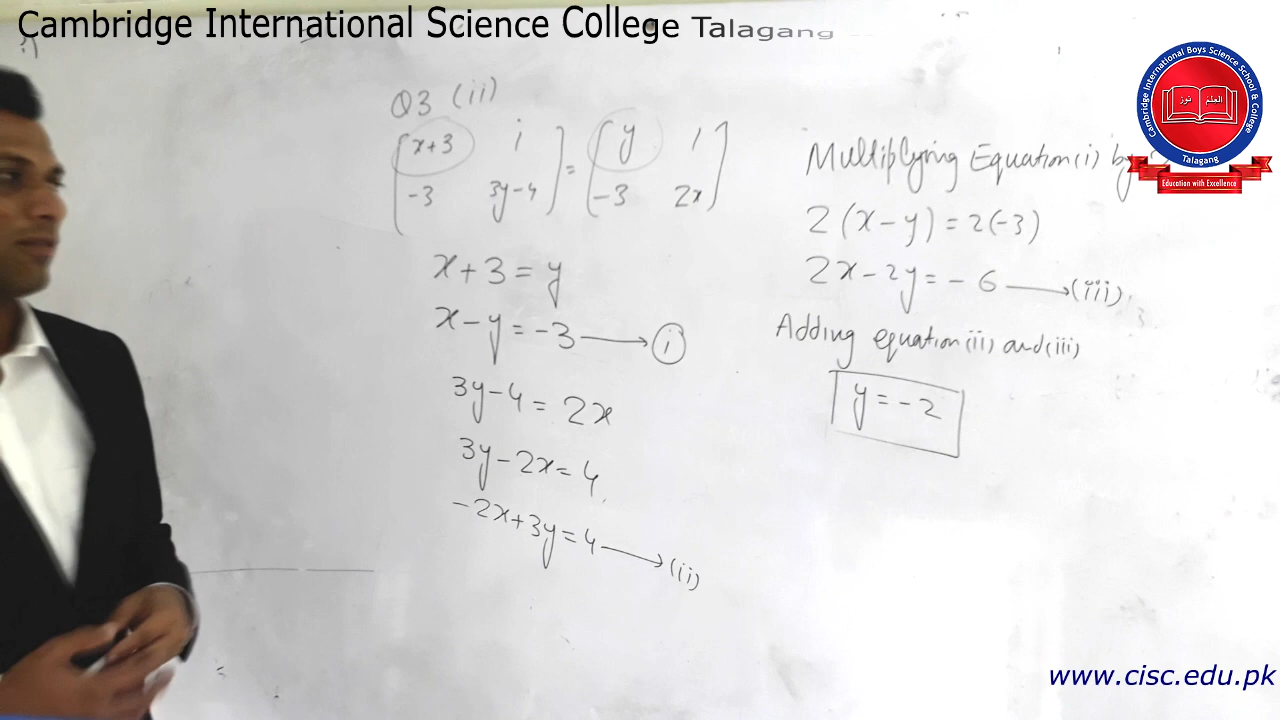 Cambridge International Science College Talagang
Q3 (ii)
[x+3 1] = [y 1]
[-3 3y-4] [-3 2x]
x+3=y
x-y=-3 → (i)
3y-4=2x
3y-2x=4
-2x+3y=4 → (ii)
Multiplying Equation(i) by
2(x-y)=2(-3)
2x-2y=-6 → (iii)
Adding equation(ii) and(iii)
y=-2
Cambridge International Boys Science School & College
العلم نور
Talagang
Education with Excellence
www.cisc.edu.pk